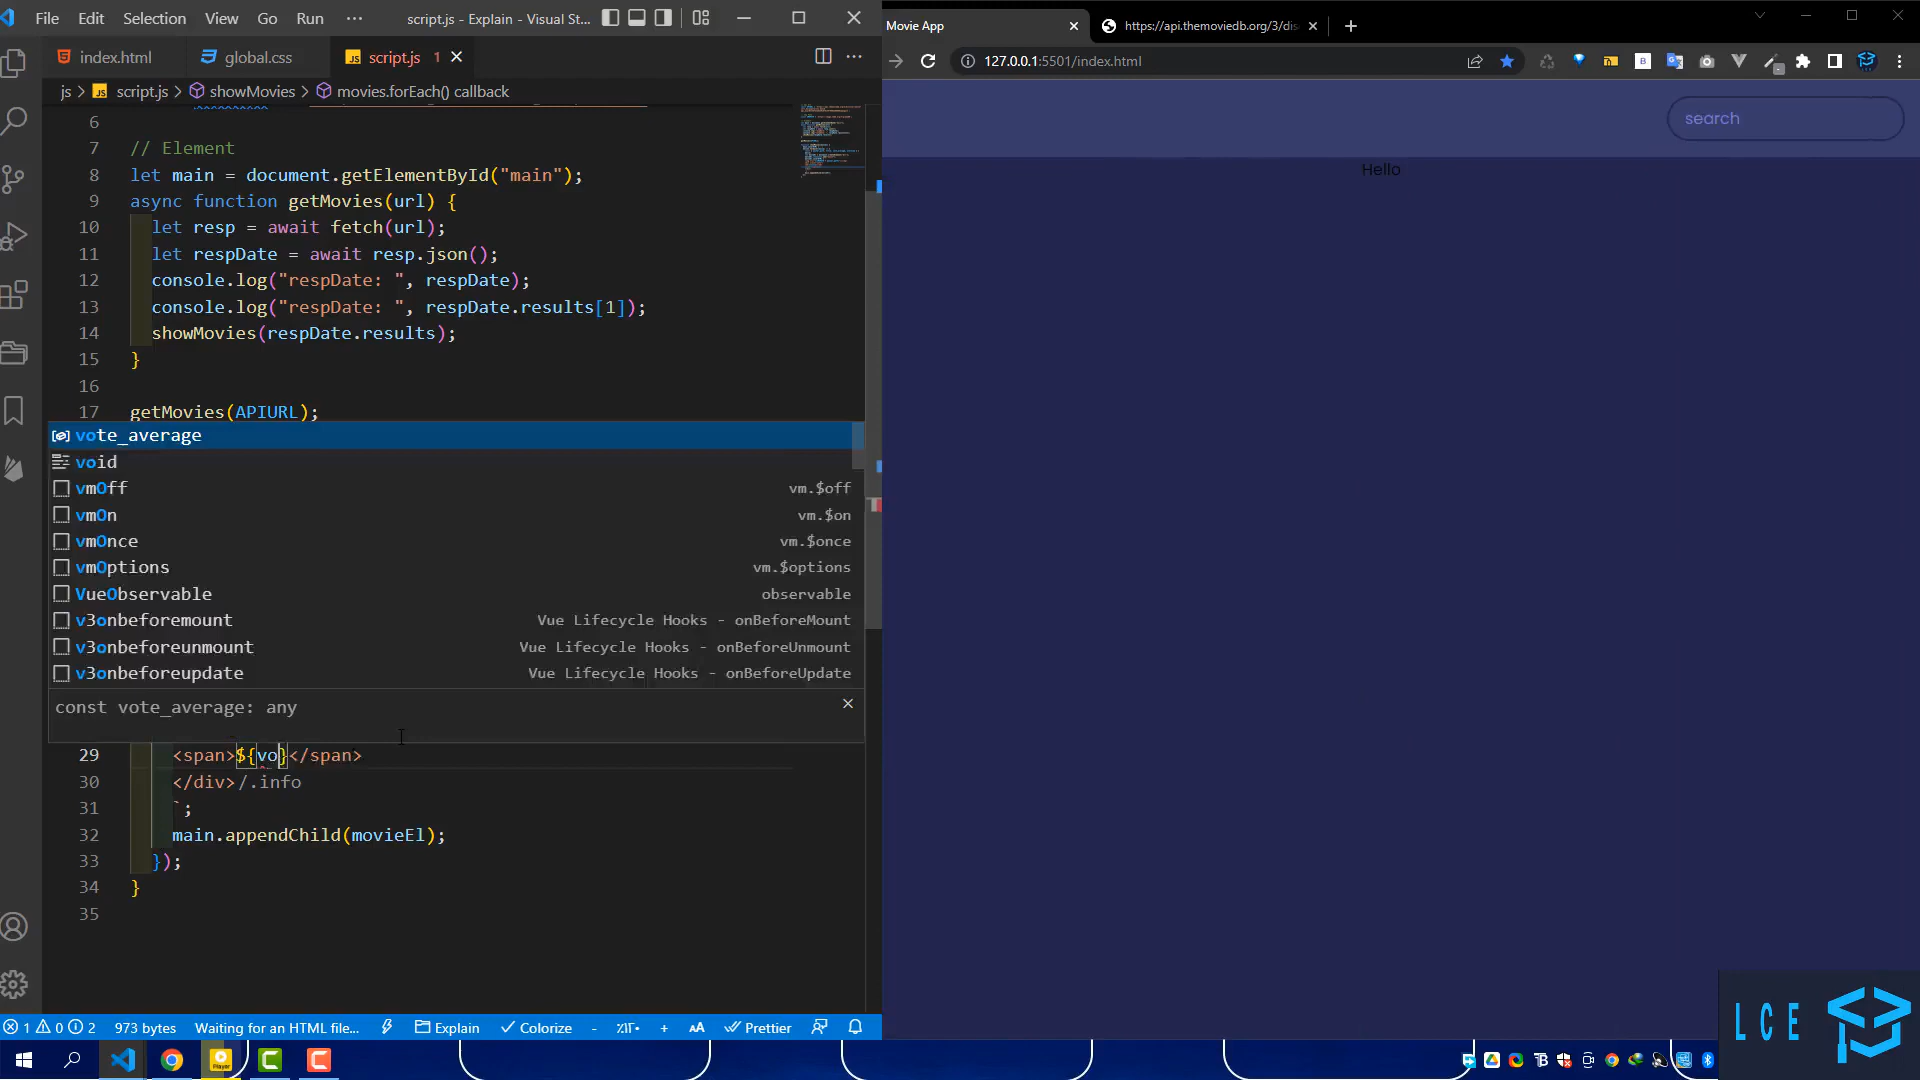 File Edit Selection View Go Run ··· script.js - Explain - Visual St...
index.html global.css script.js 1
js > script.js > showMovies > movies.forEach() callback
6
7 // Element
8 let main = document.getElementById("main");
9 async function getMovies(url) {
10 let resp = await fetch(url);
11 let respDate = await resp.json();
12 console.log("respDate: ", respDate);
13 console.log("respDate: ", respDate.results[1]);
14 showMovies(respDate.results);
15 }
16
17 getMovies(APIURL);
vote_average
void
vmOff vm.$off
vmOn vm.$on
vmOnce vm.$once
vmOptions vm.$options
VueObservable observable
v3onbeforemount Vue Lifecycle Hooks - onBeforeMount
v3onbeforeunmount Vue Lifecycle Hooks - onBeforeUnmount
v3onbeforeupdate Vue Lifecycle Hooks - onBeforeUpdate
const vote_average: any
29 <span>${vo}</span>
30 </div>/.info
31 `;
32 main.appendChild(movieEl);
33 });
34 }
35
1 0 2 973 bytes Waiting for an HTML file... Explain Colorize - + Prettier
Movie App https://api.themoviedb.org/3/dis
127.0.0.1:5501/index.html
search
Hello
LCE